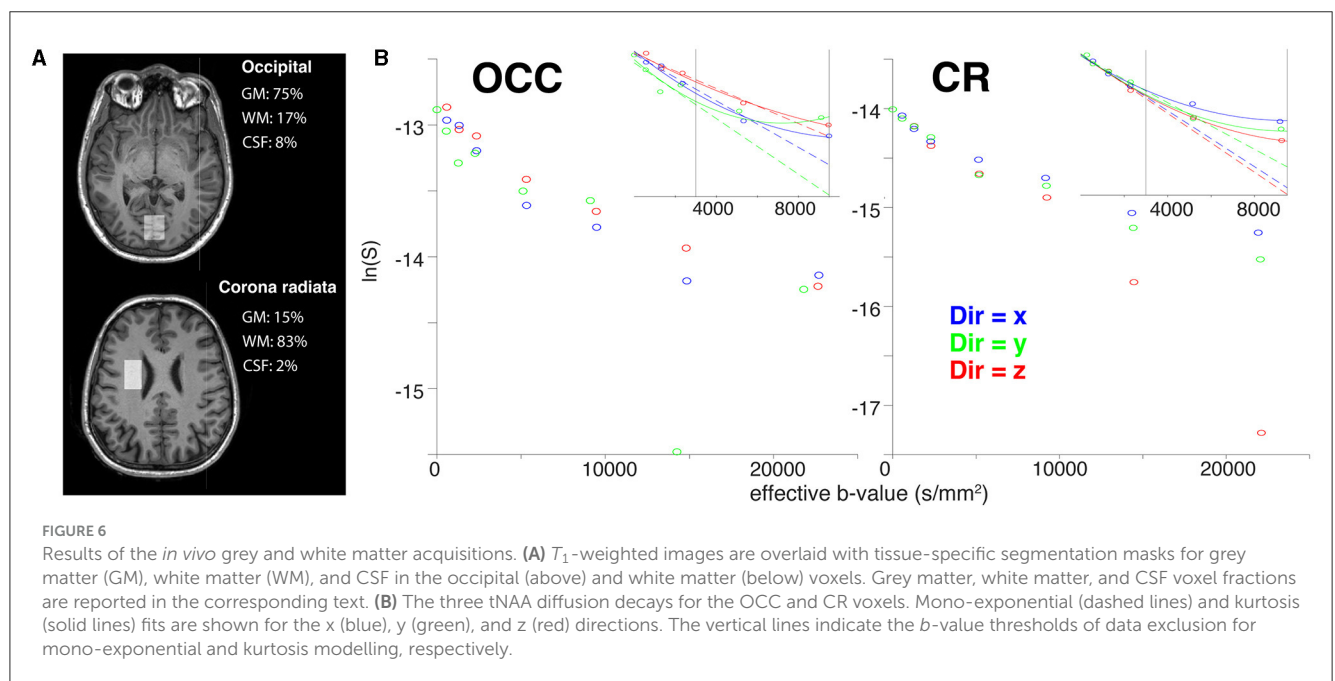 A
Occipital
GM: 75%
WM: 17%
CSF: 8%
Corona radiata
GM: 15%
WM: 83%
CSF: 2%
B
OCC
CR
-13
-14
-15
ln(S)
0
10000
20000
4000
8000
-14
-15
-16
-17
0
10000
20000
4000
8000
Dir = x
Dir = y
Dir = z
effective b-value (s/mm²)
FIGURE 6
Results of the in vivo grey and white matter acquisitions. (A) T₁-weighted images are overlaid with tissue-specific segmentation masks for grey
matter (GM), white matter (WM), and CSF in the occipital (above) and white matter (below) voxels. Grey matter, white matter, and CSF voxel fractions
are reported in the corresponding text. (B) The three tNAA diffusion decays for the OCC and CR voxels. Mono-exponential (dashed lines) and kurtosis
(solid lines) fits are shown for the x (blue), y (green), and z (red) directions. The vertical lines indicate the b-value thresholds of data exclusion for
mono-exponential and kurtosis modelling, respectively.